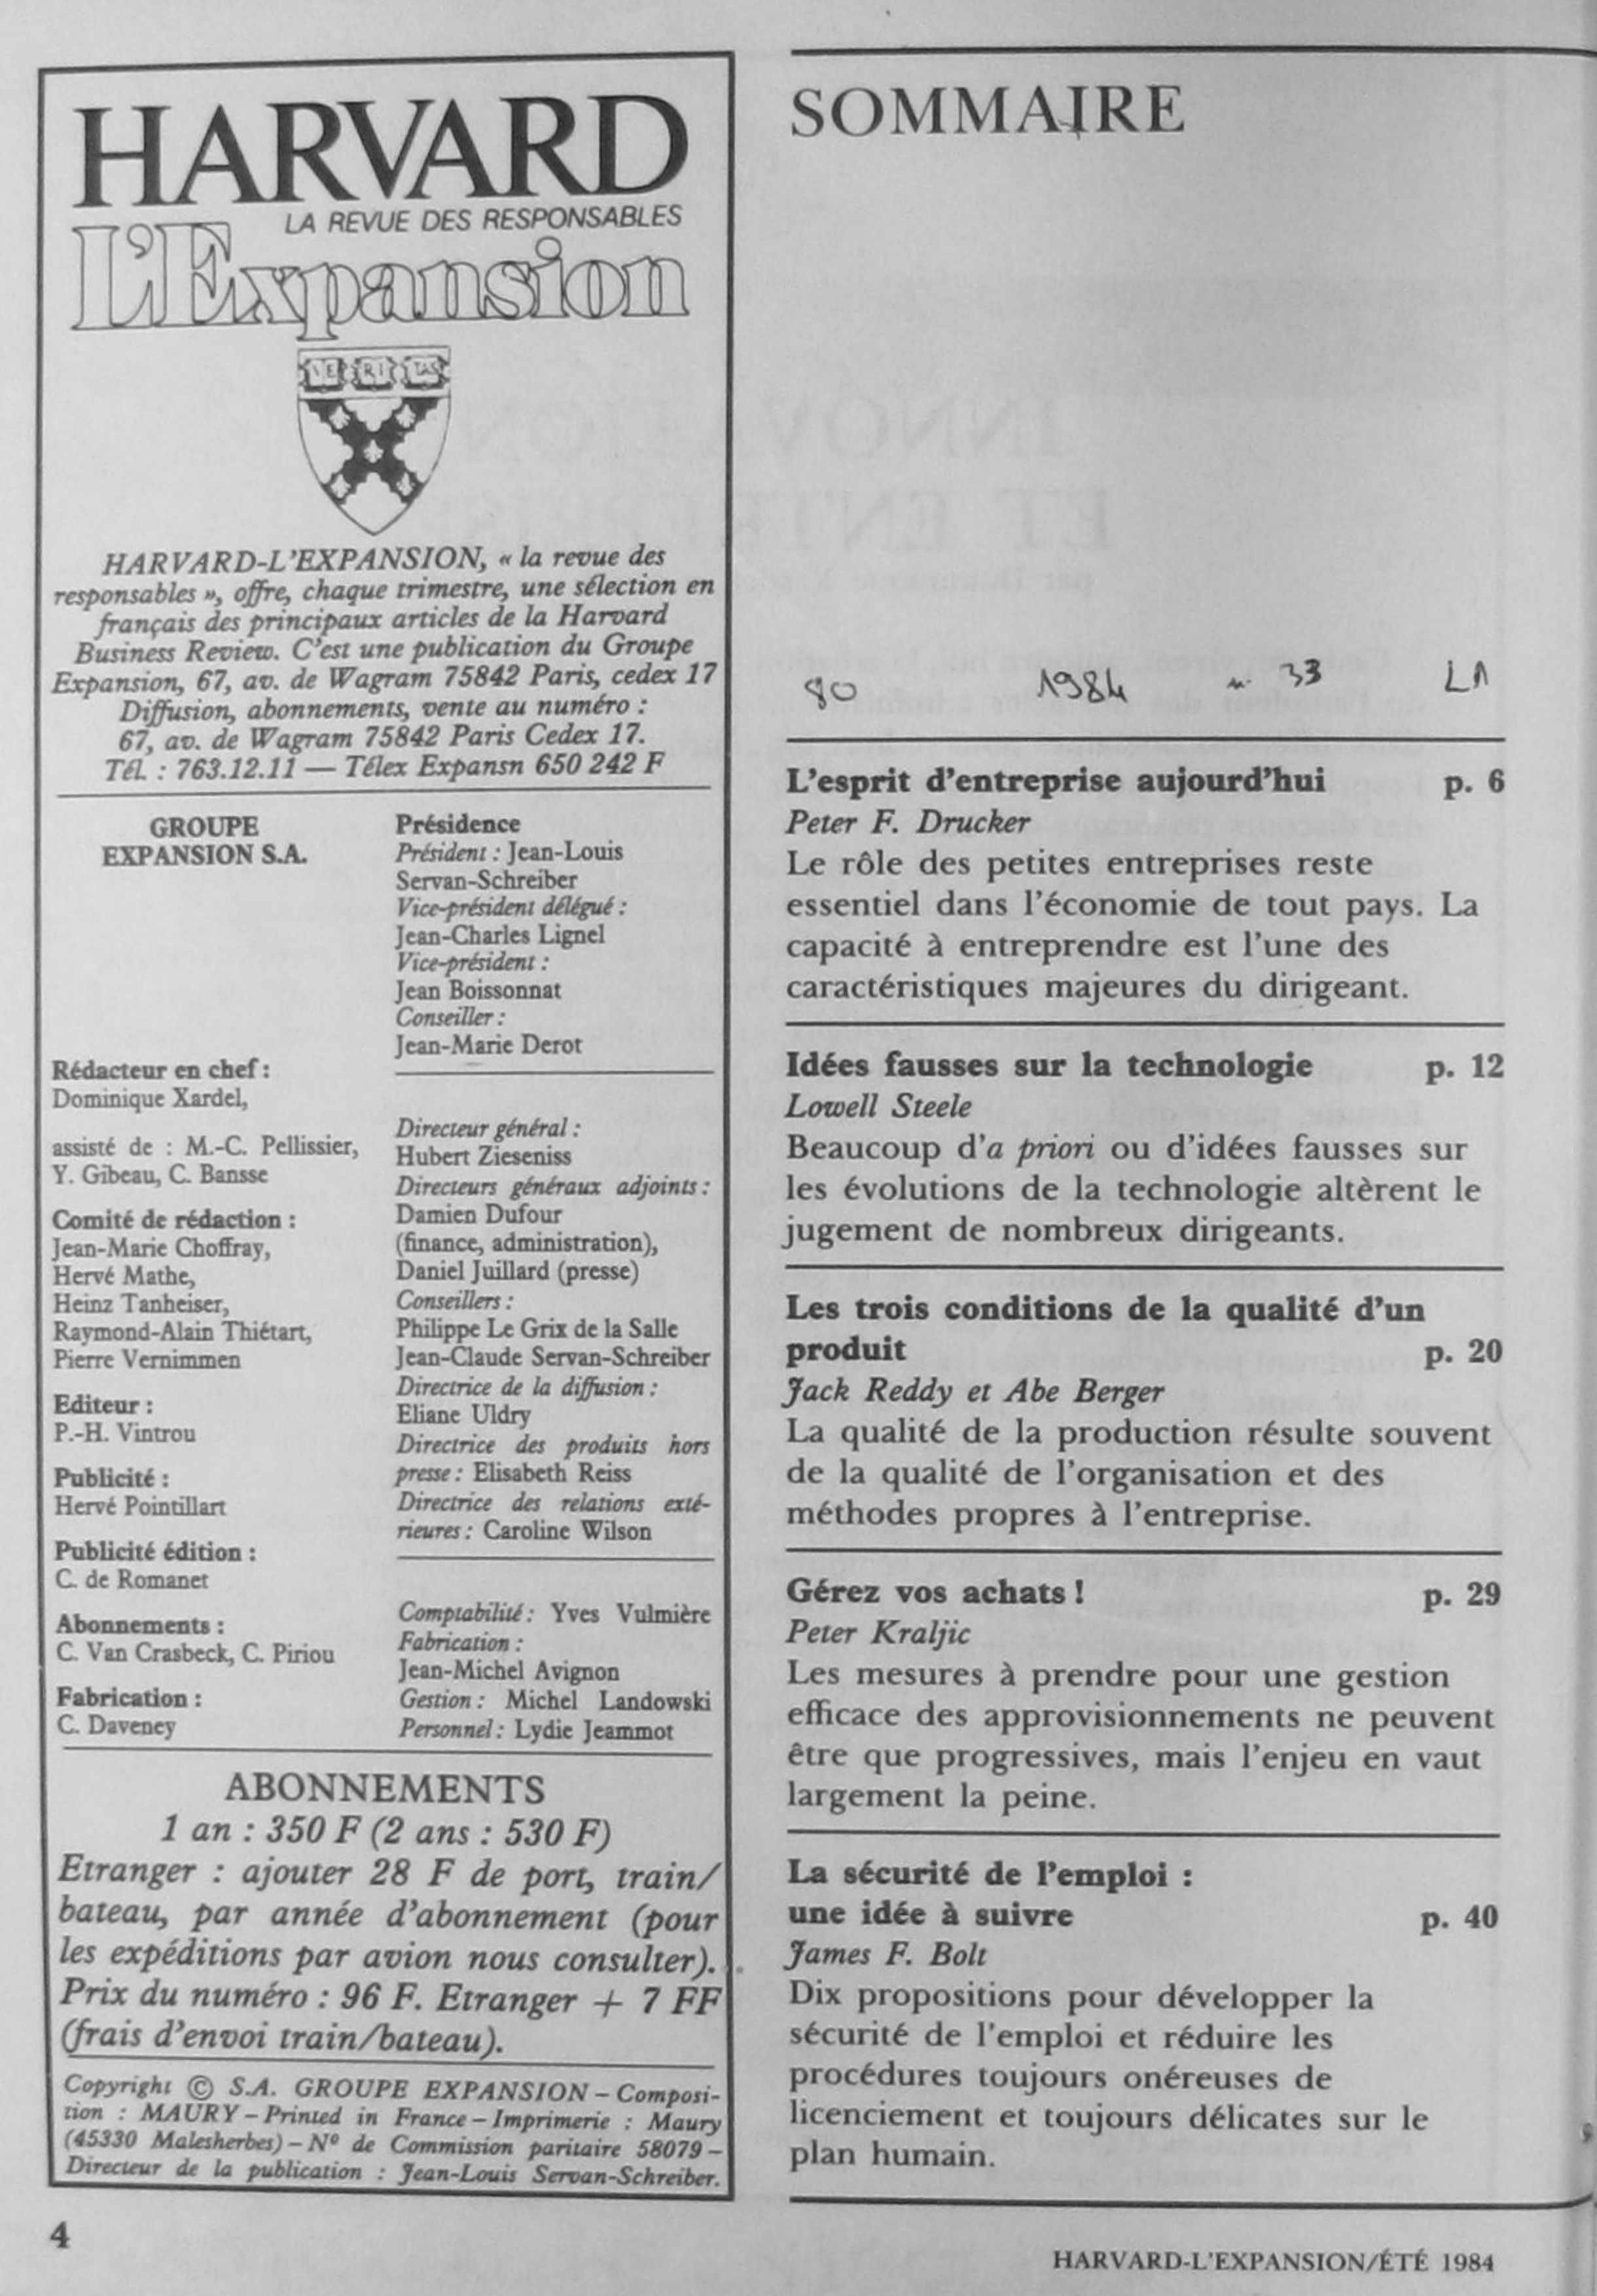 HARVARD
LA REVUE DES RESPONSABLES
L'Expansion
VE RI TAS
HARVARD-L'EXPANSION, « la revue des
responsables », offre, chaque trimestre, une sélection en
français des principaux articles de la Harvard
Business Review. C'est une publication du Groupe
Expansion, 67, av. de Wagram 75842 Paris, cedex 17
Diffusion, abonnements, vente au numéro :
67, av. de Wagram 75842 Paris Cedex 17.
Tél. : 763.12.11 — Télex Expansn 650 242 F
GROUPE
EXPANSION S.A.
Rédacteur en chef :
Dominique Xardel,
assisté de : M.-C. Pellissier,
Y. Gibeau, C. Bansse
Comité de rédaction :
Jean-Marie Choffray,
Hervé Mathe,
Heinz Tanheiser,
Raymond-Alain Thiétart,
Pierre Vernimmen
Editeur :
P.-H. Vintrou
Publicité :
Hervé Pointillart
Publicité édition :
C. de Romanet
Abonnements :
C. Van Crasbeck, C. Piriou
Fabrication :
C. Daveney
Présidence
Président : Jean-Louis
Servan-Schreiber
Vice-président délégué :
Jean-Charles Lignel
Vice-président :
Jean Boissonnat
Conseiller :
Jean-Marie Derot
Directeur général :
Hubert Zieseniss
Directeurs généraux adjoints :
Damien Dufour
(finance, administration),
Daniel Juillard (presse)
Conseillers :
Philippe Le Grix de la Salle
Jean-Claude Servan-Schreiber
Directrice de la diffusion :
Eliane Uldry
Directrice des produits hors
presse : Elisabeth Reiss
Directrice des relations exté-
rieures : Caroline Wilson
Comptabilité : Yves Vulmière
Fabrication :
Jean-Michel Avignon
Gestion : Michel Landowski
Personnel : Lydie Jeammot
ABONNEMENTS
1 an : 350 F (2 ans : 530 F)
Etranger : ajouter 28 F de port, train/
bateau, par année d'abonnement (pour
les expéditions par avion nous consulter).
Prix du numéro : 96 F. Etranger + 7 FF
(frais d'envoi train/bateau).
Copyright © S.A. GROUPE EXPANSION – Composi-
tion : MAURY – Printed in France – Imprimerie : Maury
(45330 Malesherbes) – Nº de Commission paritaire 58079 –
Directeur de la publication : Jean-Louis Servan-Schreiber.
4
SOMMAIRE
1984 33
L'esprit d'entreprise aujourd'hui p. 6
Peter F. Drucker
Le rôle des petites entreprises reste
essentiel dans l'économie de tout pays. La
capacité à entreprendre est l'une des
caractéristiques majeures du dirigeant.
Idées fausses sur la technologie p. 12
Lowell Steele
Beaucoup d'a priori ou d'idées fausses sur
les évolutions de la technologie altèrent le
jugement de nombreux dirigeants.
Les trois conditions de la qualité d'un
produit p. 20
Jack Reddy et Abe Berger
La qualité de la production résulte souvent
de la qualité de l'organisation et des
méthodes propres à l'entreprise.
Gérez vos achats ! p. 29
Peter Kraljic
Les mesures à prendre pour une gestion
efficace des approvisionnements ne peuvent
être que progressives, mais l'enjeu en vaut
largement la peine.
La sécurité de l'emploi :
une idée à suivre p. 40
James F. Bolt
Dix propositions pour développer la
sécurité de l'emploi et réduire les
procédures toujours onéreuses de
licenciement et toujours délicates sur le
plan humain.
HARVARD-L'EXPANSION/ÉTÉ 1984